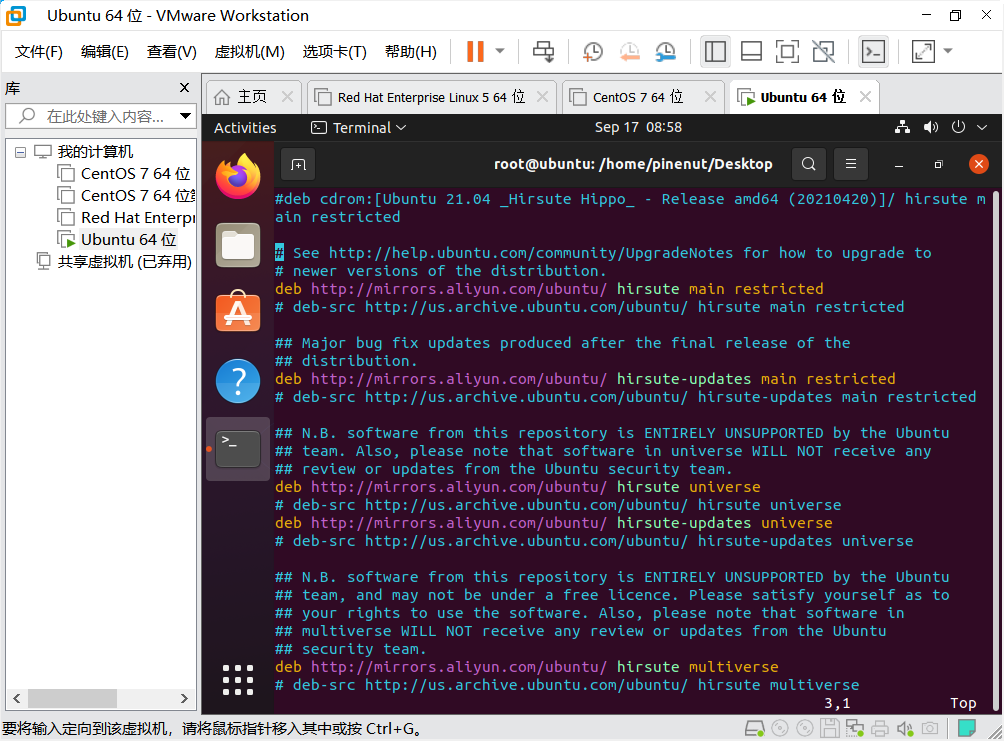 Ubuntu 64 位 - VMware Workstation
文件(F) 编辑(E) 查看(V) 虚拟机(M) 选项卡(T) 帮助(H)
库
在此处键入内容...
我的计算机
CentOS 7 64 位
CentOS 7 64 位
Red Hat Enterpr
Ubuntu 64 位
共享虚拟机 (已弃用)
主页 Red Hat Enterprise Linux 5 64 位 CentOS 7 64 位 Ubuntu 64 位
Activities Terminal Sep 17 08:58
root@ubuntu: /home/pinenut/Desktop
#deb cdrom:[Ubuntu 21.04 _Hirsute Hippo_ - Release amd64 (20210420)]/ hirsute m
ain restricted
# See http://help.ubuntu.com/community/UpgradeNotes for how to upgrade to
# newer versions of the distribution.
deb http://mirrors.aliyun.com/ubuntu/ hirsute main restricted
# deb-src http://us.archive.ubuntu.com/ubuntu/ hirsute main restricted
## Major bug fix updates produced after the final release of the
## distribution.
deb http://mirrors.aliyun.com/ubuntu/ hirsute-updates main restricted
# deb-src http://us.archive.ubuntu.com/ubuntu/ hirsute-updates main restricted
## N.B. software from this repository is ENTIRELY UNSUPPORTED by the Ubuntu
## team. Also, please note that software in universe WILL NOT receive any
## review or updates from the Ubuntu security team.
deb http://mirrors.aliyun.com/ubuntu/ hirsute universe
# deb-src http://us.archive.ubuntu.com/ubuntu/ hirsute universe
deb http://mirrors.aliyun.com/ubuntu/ hirsute-updates universe
# deb-src http://us.archive.ubuntu.com/ubuntu/ hirsute-updates universe
## N.B. software from this repository is ENTIRELY UNSUPPORTED by the Ubuntu
## team, and may not be under a free licence. Please satisfy yourself as to
## your rights to use the software. Also, please note that software in
## multiverse WILL NOT receive any review or updates from the Ubuntu
## security team.
deb http://mirrors.aliyun.com/ubuntu/ hirsute multiverse
# deb-src http://us.archive.ubuntu.com/ubuntu/ hirsute multiverse
3,1 Top
要将输入定向到该虚拟机，请将鼠标指针移入其中或按 Ctrl+G。